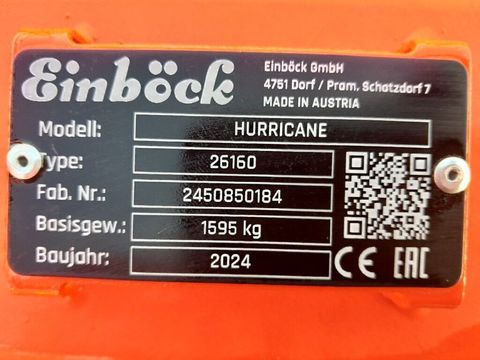 Einböck
Einböck GmbH
4751 Dorf / Pram, Schatzdorf 7
MADE IN AUSTRIA
Modell: HURRICANE
Type: 26160
Fab. Nr.: 2450850184
Basisgew.: 1595 kg
Baujahr: 2024
CE EAC